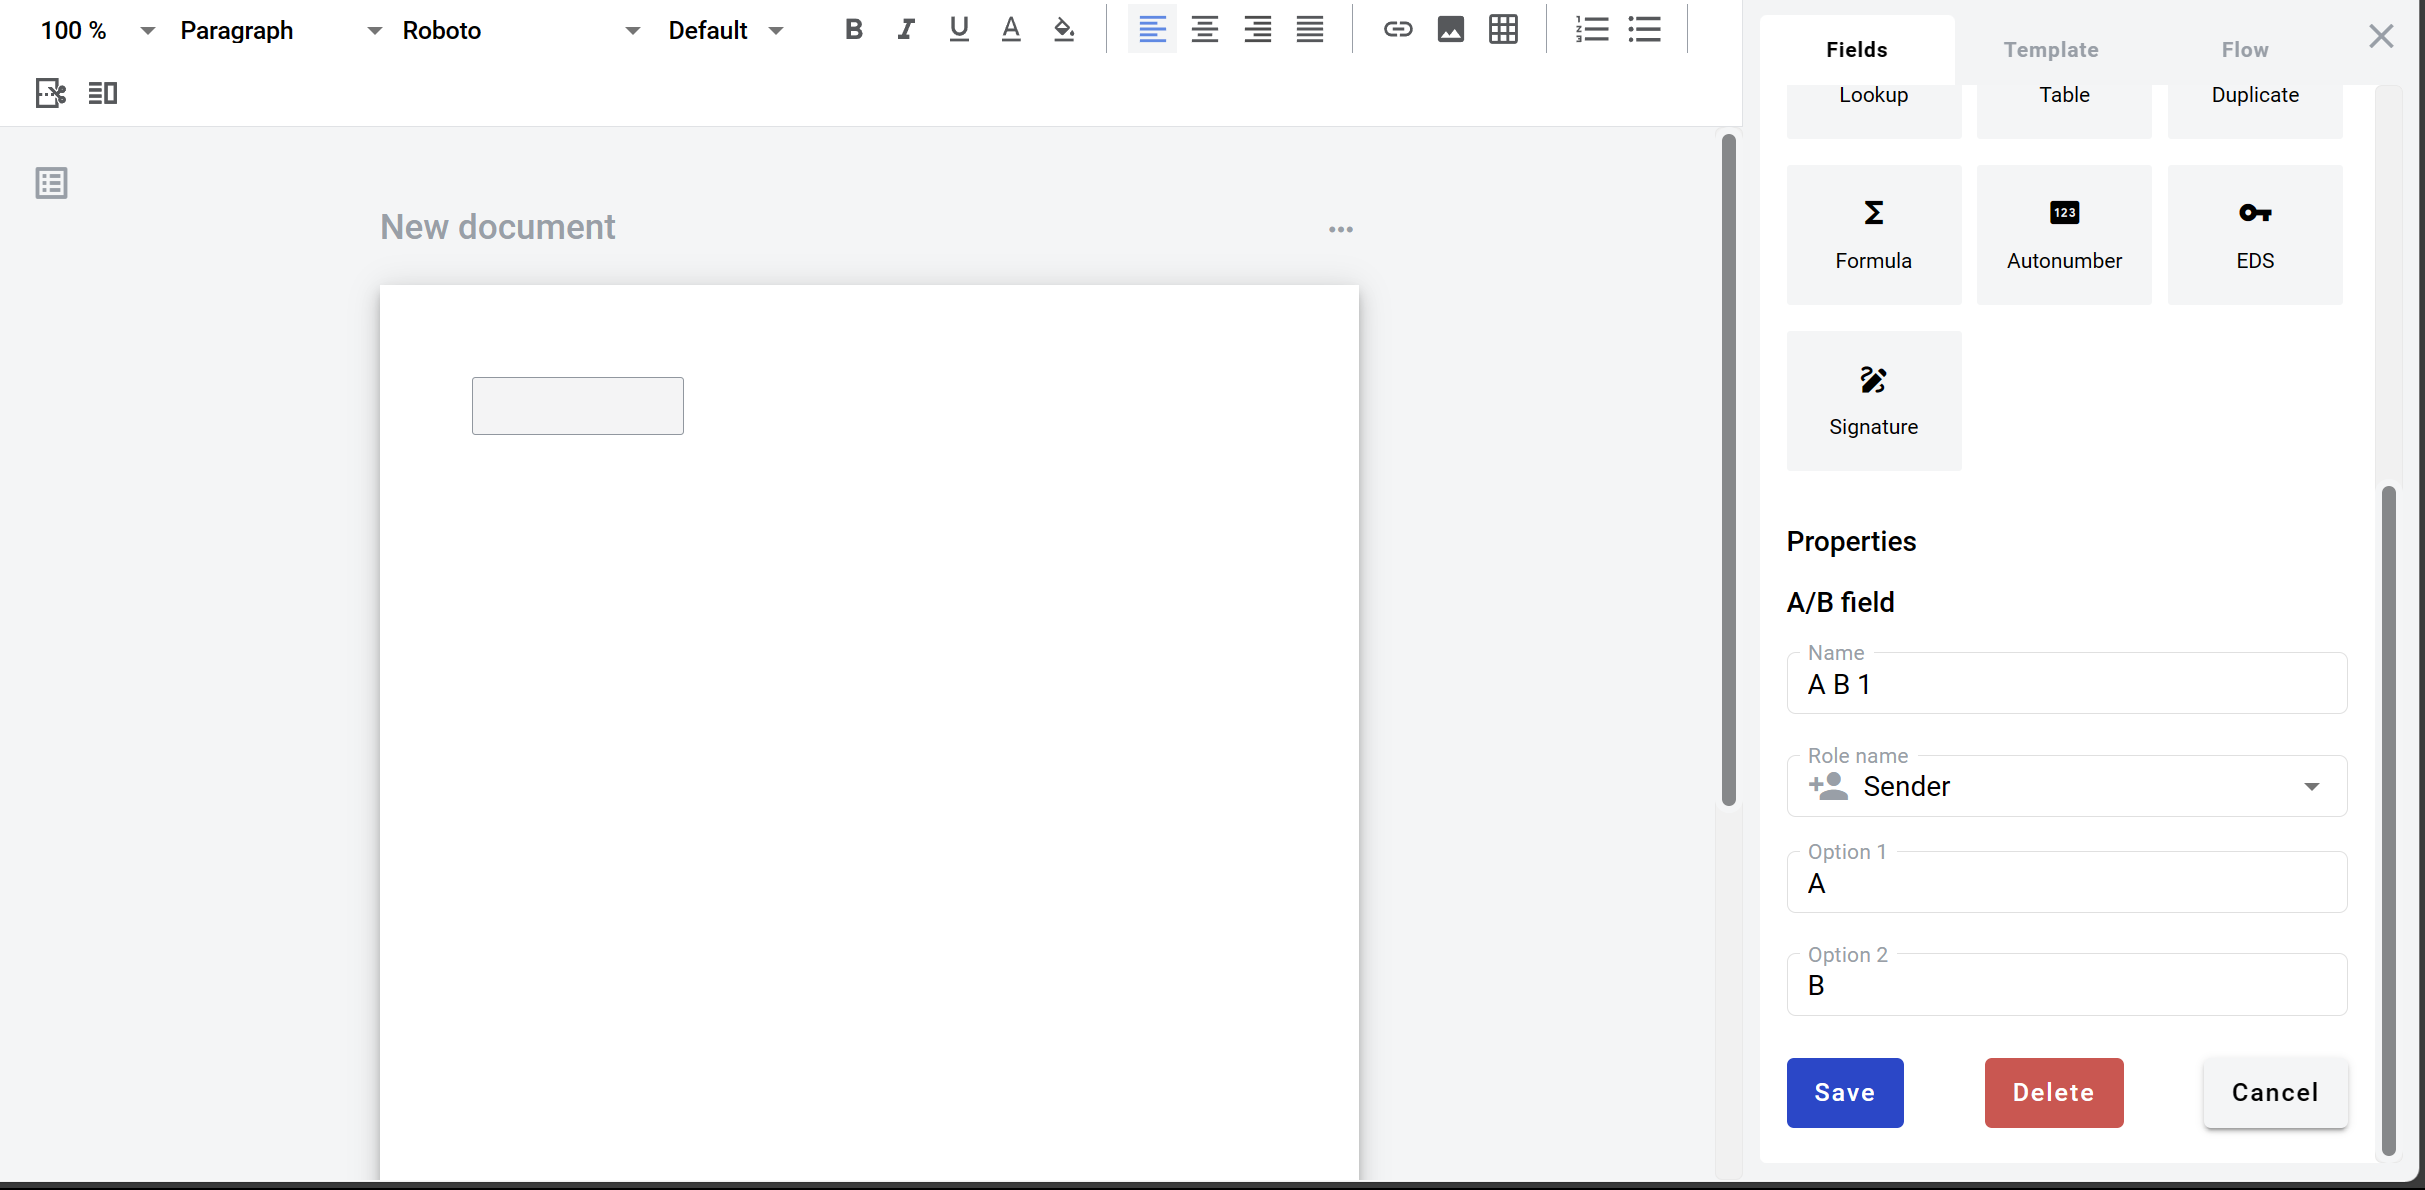 100 % Paragraph Roboto Default B I U A
Fields Template Flow
Lookup Table Duplicate
New document
Formula Autonumber EDS
123
Signature
Properties
A/B field
Name
A B 1
Role name
Sender
Option 1
A
Option 2
B
Save Delete Cancel